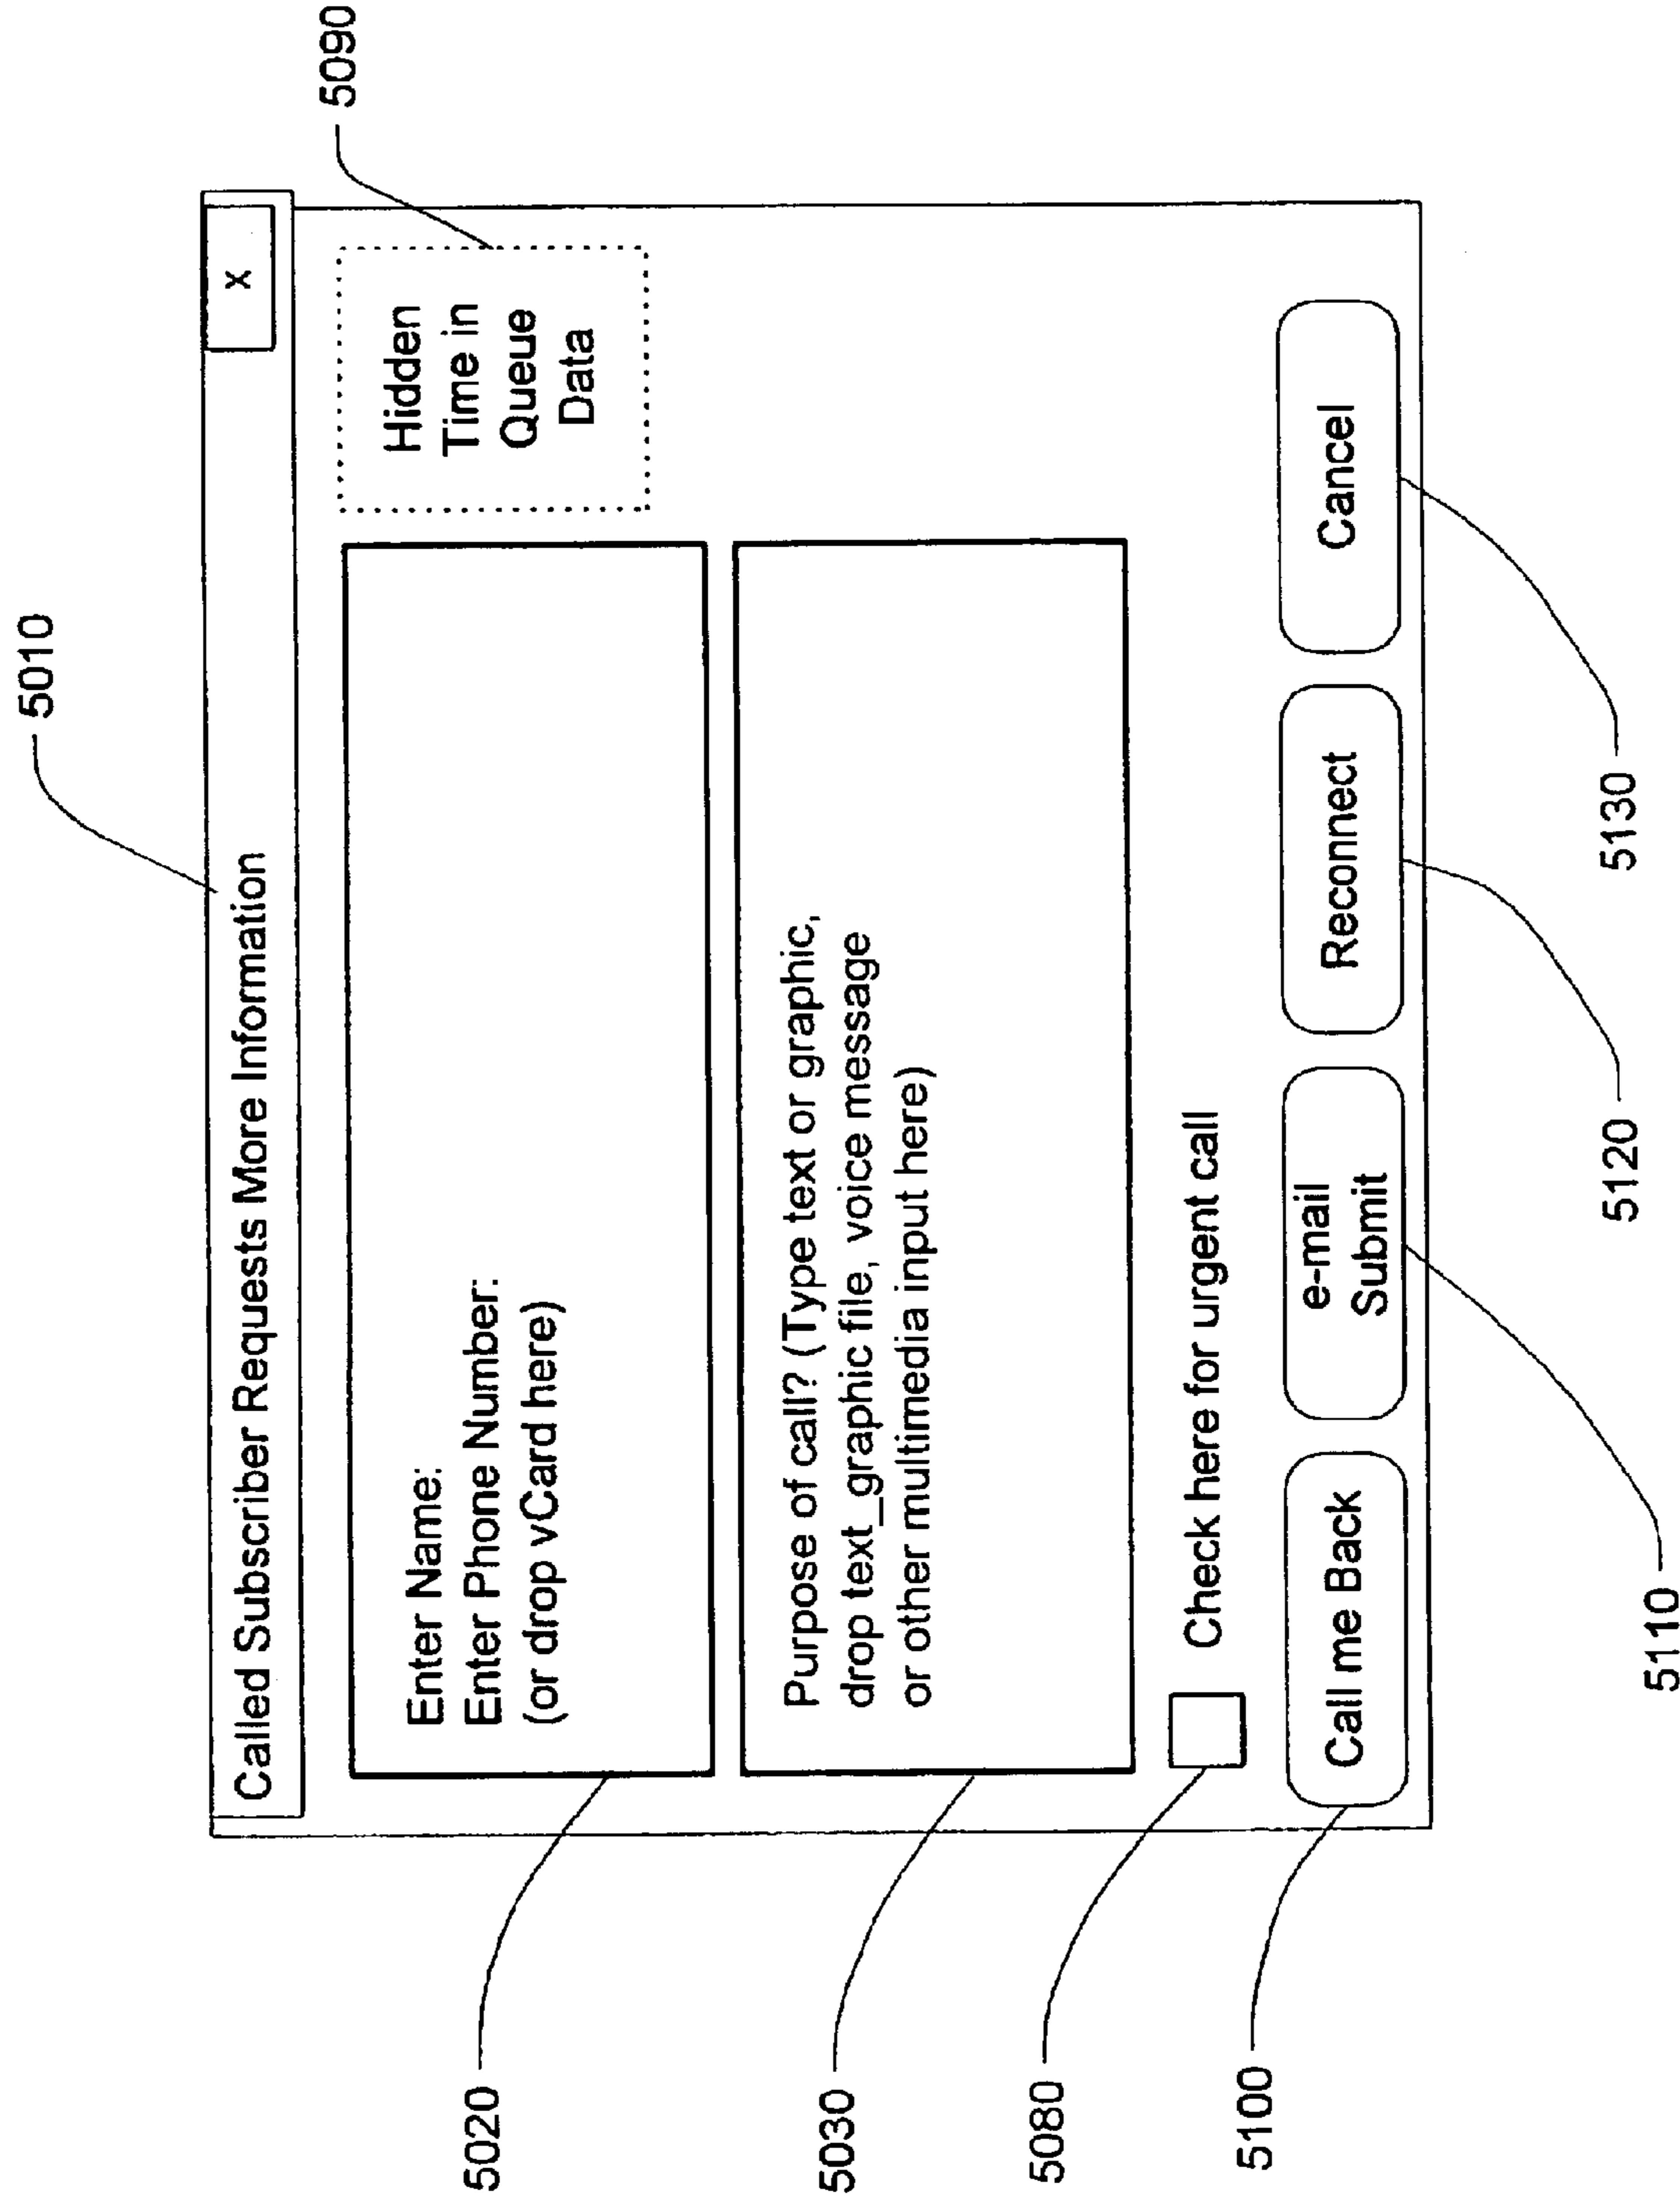 5010
Called Subscriber Requests More Information
x
5090
Enter Name:
Enter Phone Number:
(or drop vCard here)
Hidden
Time in
Queue
Data
5020
Purpose of call? (Type text or graphic,
drop text_graphic file, voice message
or other multimedia input here)
5030
Check here for urgent call
5080
Call me Back
e-mail
Submit
Reconnect
Cancel
5100
5110
5120
5130